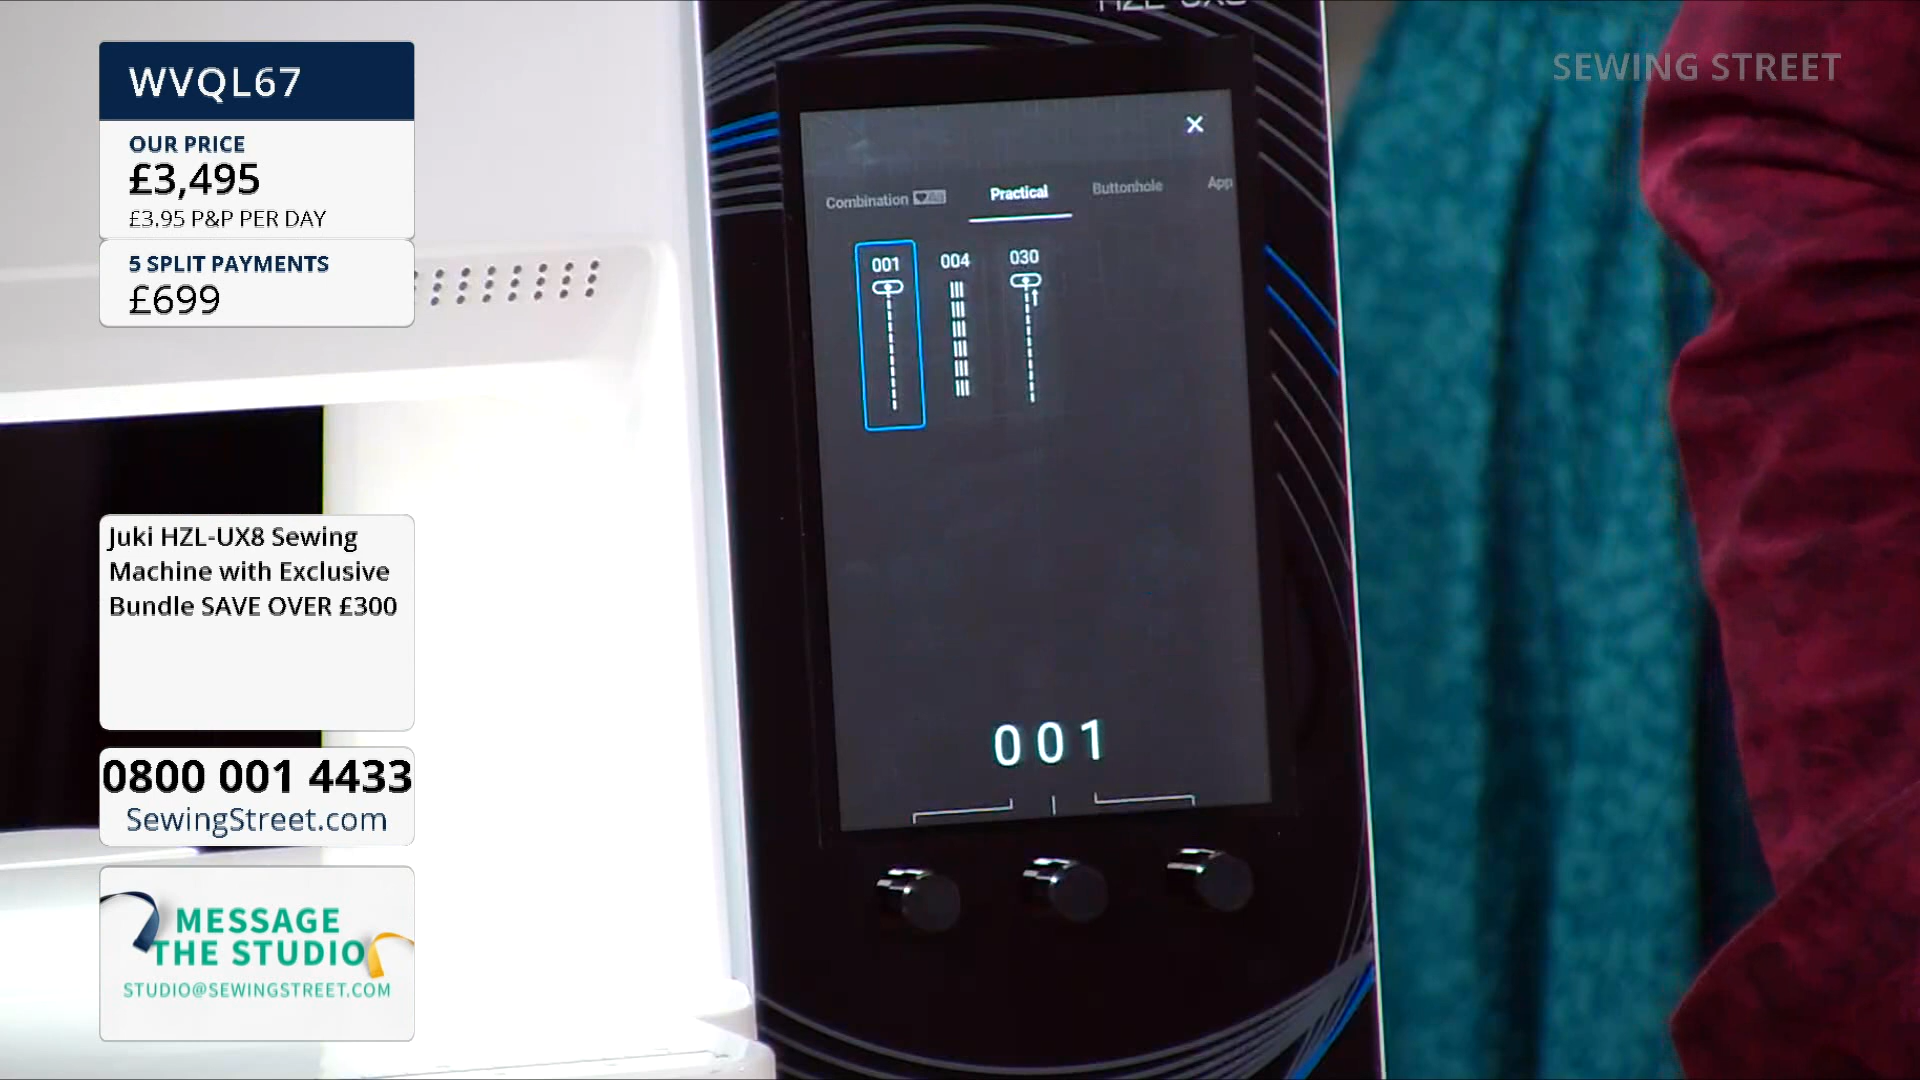 WVQL67
OUR PRICE
£3,495
£3.95 P&P PER DAY
5 SPLIT PAYMENTS
£699
Juki HZL-UX8 Sewing
Machine with Exclusive
Bundle SAVE OVER £300
0800 001 4433
SewingStreet.com
MESSAGE
THE STUDIO
STUDIO@SEWINGSTREET.COM
SEWING STREET
HZL-UX8
Combination
Practical
Buttonhole
App
001
004
030
001